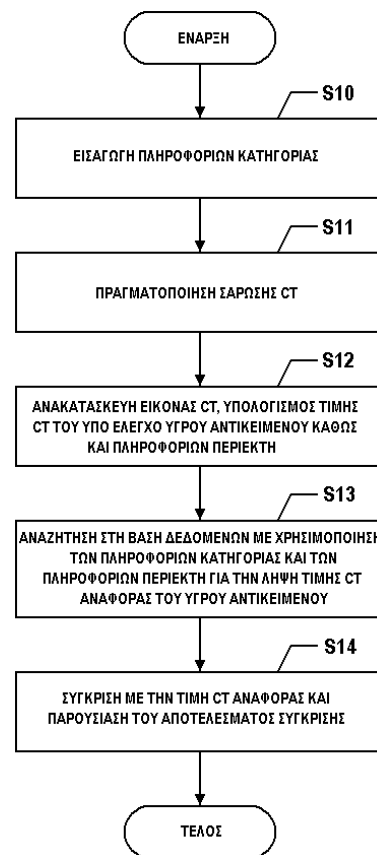 ΕΝΑΡΞΗ
S10
ΕΙΣΑΓΩΓΗ ΠΛΗΡΟΦΟΡΙΩΝ ΚΑΤΗΓΟΡΙΑΣ
S11
ΠΡΑΓΜΑΤΟΠΟΙΗΣΗ ΣΑΡΩΣΗΣ CT
S12
ΑΝΑΚΑΤΑΣΚΕΥΗ ΕΙΚΟΝΑΣ CT, ΥΠΟΛΟΓΙΣΜΟΣ ΤΙΜΗΣ
CT ΤΟΥ ΥΠΟ ΕΛΕΓΧΟ ΥΓΡΟΥ ΑΝΤΙΚΕΙΜΕΝΟΥ ΚΑΘΩΣ
ΚΑΙ ΠΛΗΡΟΦΟΡΙΩΝ ΠΕΡΙΕΚΤΗ
S13
ΑΝΑΖΗΤΗΣΗ ΣΤΗ ΒΑΣΗ ΔΕΔΟΜΕΝΩΝ ΜΕ ΧΡΗΣΙΜΟΠΟΙΗΣΗ
ΤΩΝ ΠΛΗΡΟΦΟΡΙΩΝ ΚΑΤΗΓΟΡΙΑΣ ΚΑΙ ΤΩΝ
ΠΛΗΡΟΦΟΡΙΩΝ ΠΕΡΙΕΚΤΗ ΓΙΑ ΤΗΝ ΛΗΨΗ ΤΙΜΗΣ CT
ΑΝΑΦΟΡΑΣ ΤΟΥ ΥΓΡΟΥ ΑΝΤΙΚΕΙΜΕΝΟΥ
S14
ΣΥΓΚΡΙΣΗ ΜΕ ΤΗΝ ΤΙΜΗ CT ΑΝΑΦΟΡΑΣ ΚΑΙ
ΠΑΡΟΥΣΙΑΣΗ ΤΟΥ ΑΠΟΤΕΛΕΣΜΑΤΟΣ ΣΥΓΚΡΙΣΗΣ
ΤΕΛΟΣ